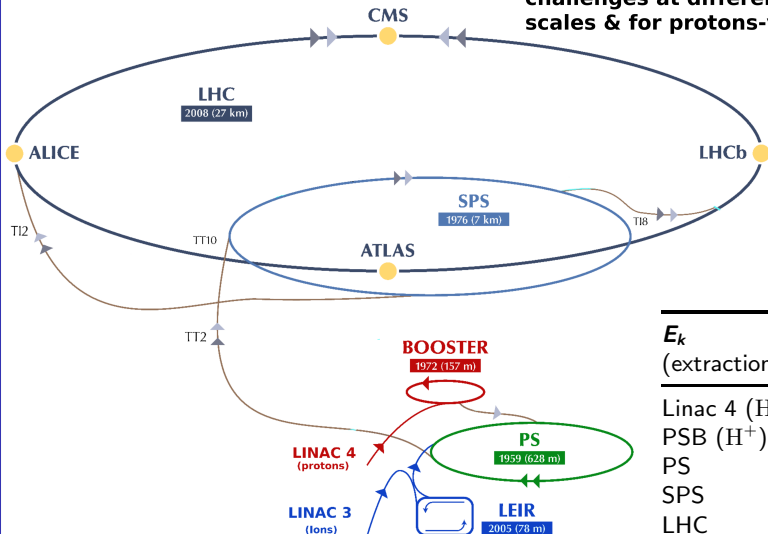 challenges at
scales & for protons-
CMS
LHC
2008 (27 km)
ALICE
LHCb
SPS
1976 (7 km)
TI8
TI2
TT10
ATLAS
TT2
BOOSTER
1972 (157 m)
LINAC 4
(protons)
PS
1959 (628 m)
LINAC 3
(Ions)
LEIR
2005 (78 m)
Ek
(extraction
Linac 4 (H
PSB (H+)
PS
SPS
LHC